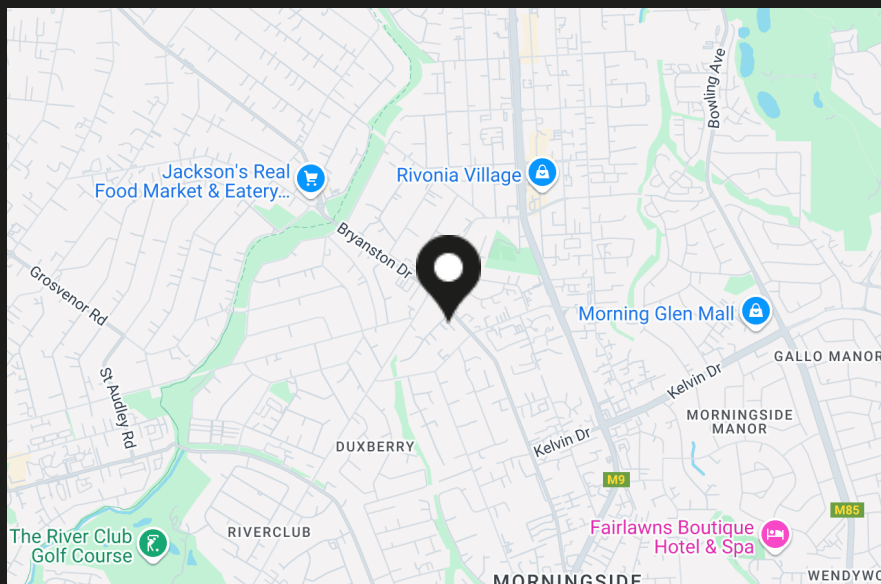 Bowling Ave
Jackson's Real
Food Market & Eatery...
Rivonia Village
Bryanston Dr
Grosvenor Rd
Morning Glen Mall
GALLO MANOR
St Audley Rd
Kelvin Dr
MORNINGSIDE
MANOR
DUXBERRY
Kelvin Dr
M9
M85
The River Club
Golf Course
RIVERCLUB
Fairlawns Boutique
Hotel & Spa
MORNINGSIDE
WENDYWO